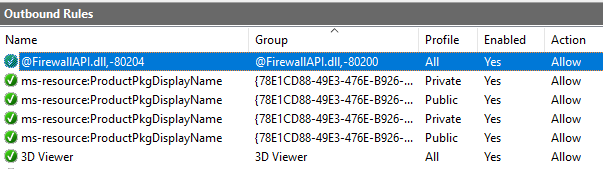 Outbound Rules
Name Group Profile Enabled Action
@FirewallAPI.dll,-80204 @FirewallAPI.dll,-80200 All Yes Allow
ms-resource:ProductPkgDisplayName {78E1CD88-49E3-476E-B926-... Private Yes Allow
ms-resource:ProductPkgDisplayName {78E1CD88-49E3-476E-B926-... Public Yes Allow
ms-resource:ProductPkgDisplayName {78E1CD88-49E3-476E-B926-... Private Yes Allow
ms-resource:ProductPkgDisplayName {78E1CD88-49E3-476E-B926-... Public Yes Allow
3D Viewer 3D Viewer All Yes Allow